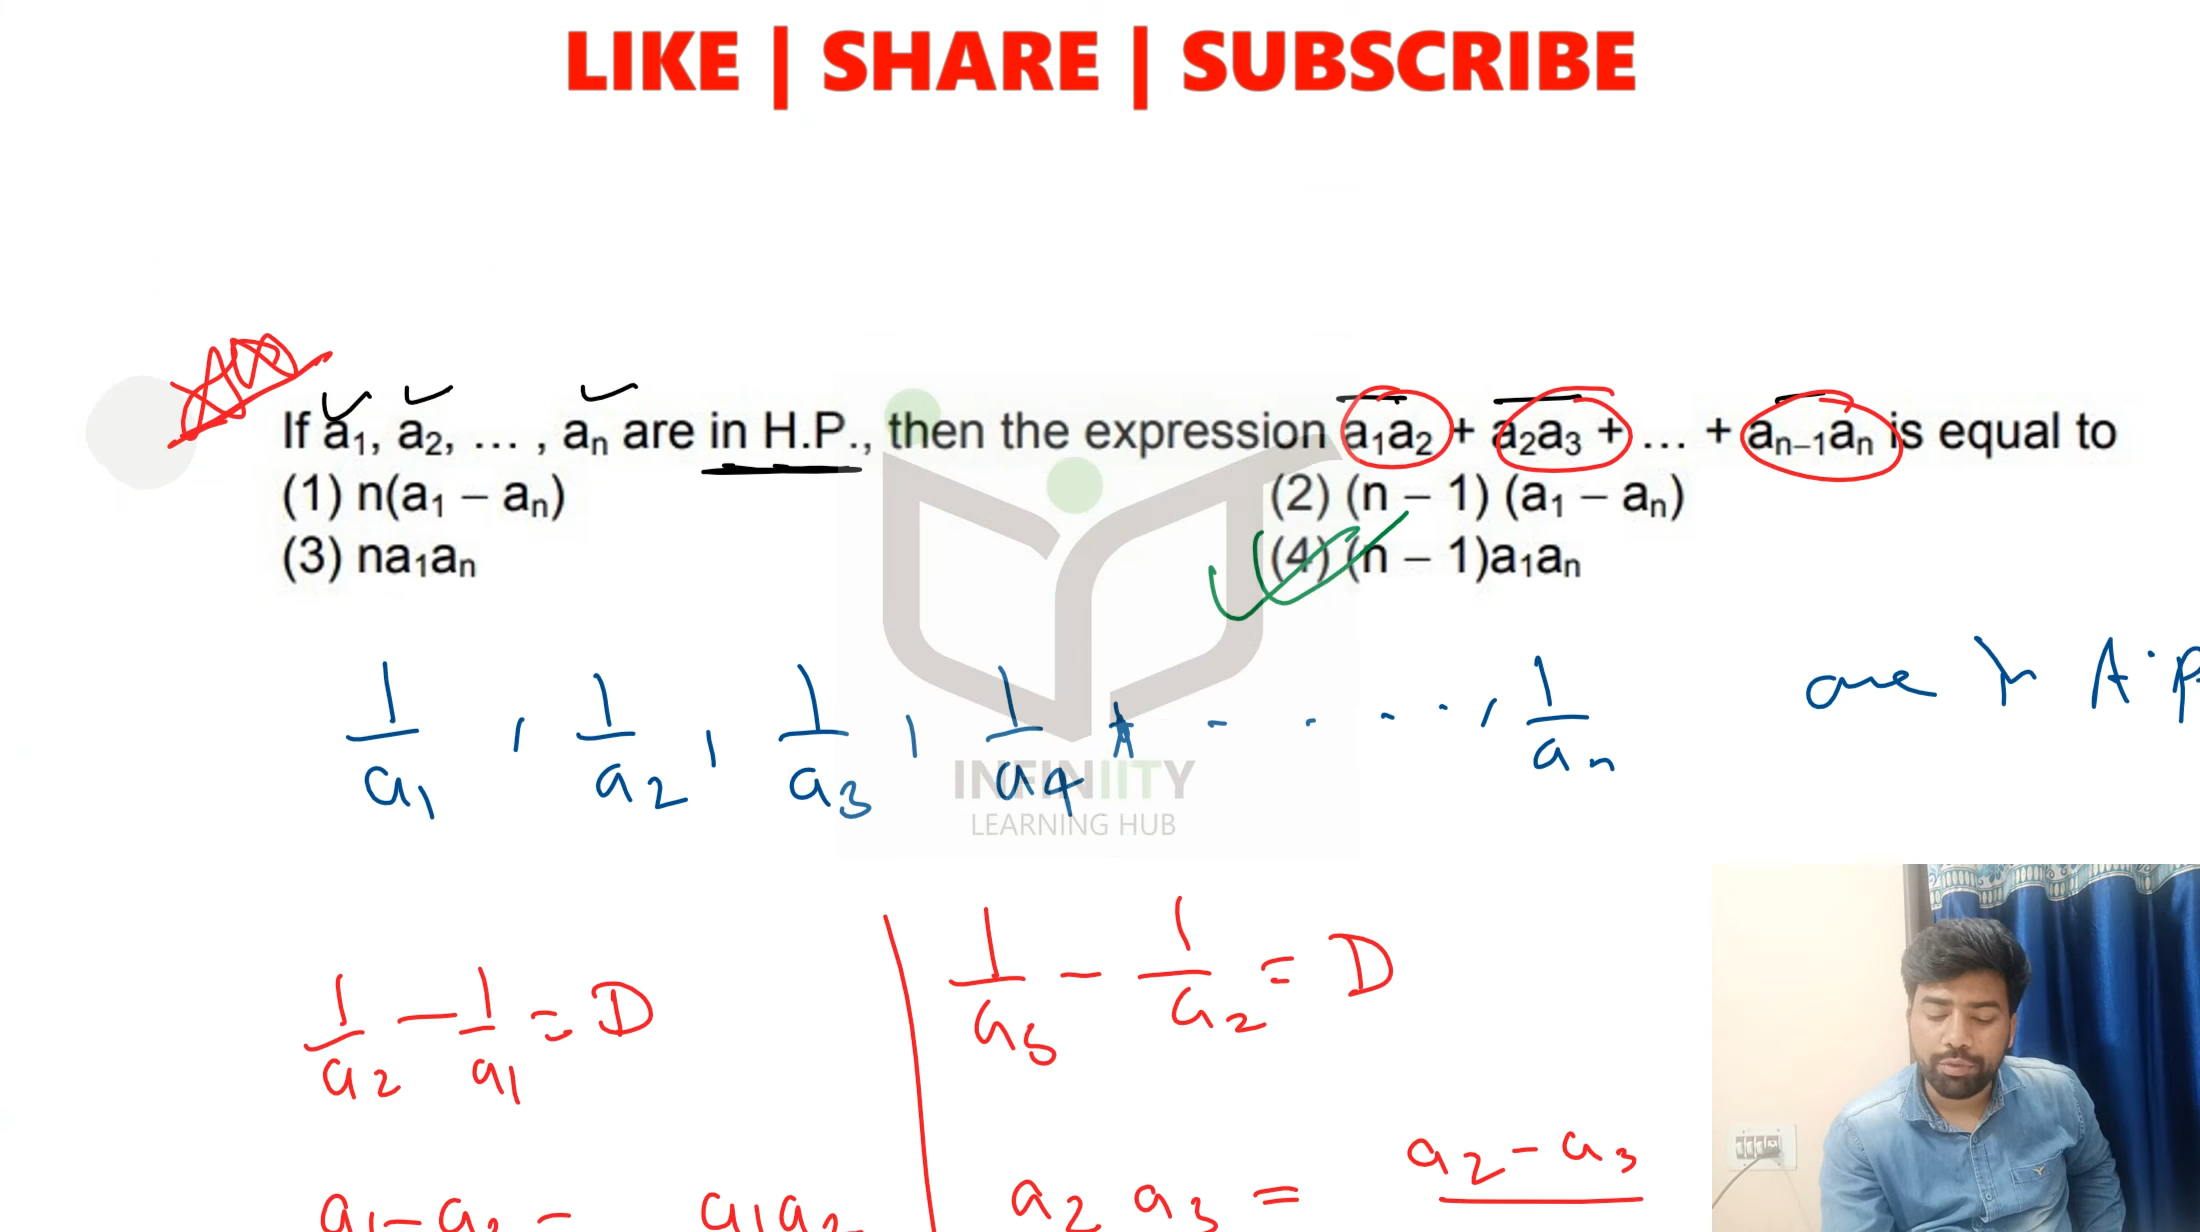 LIKE | SHARE | SUBSCRIBE
If a₁, a₂, … , aₙ are in H.P., then the expression a₁a₂ + a₂a₃ + … + aₙ₋₁aₙ is equal to
(1) n(a₁ – aₙ) (2) (n – 1) (a₁ – aₙ)
(3) na₁aₙ (4) (n – 1)a₁aₙ
1/a₁ , 1/a₂ , 1/a₃ , 1/a₄ , - · · · · , 1/aₙ are in A.P
INFINIITY
LEARNING HUB
1/a₂ — 1/a₁ = D
1/a₃ – 1/a₂ = D
a₁ – a₂ = a₁a₂
a₂ a₃ = a₂ – a₃